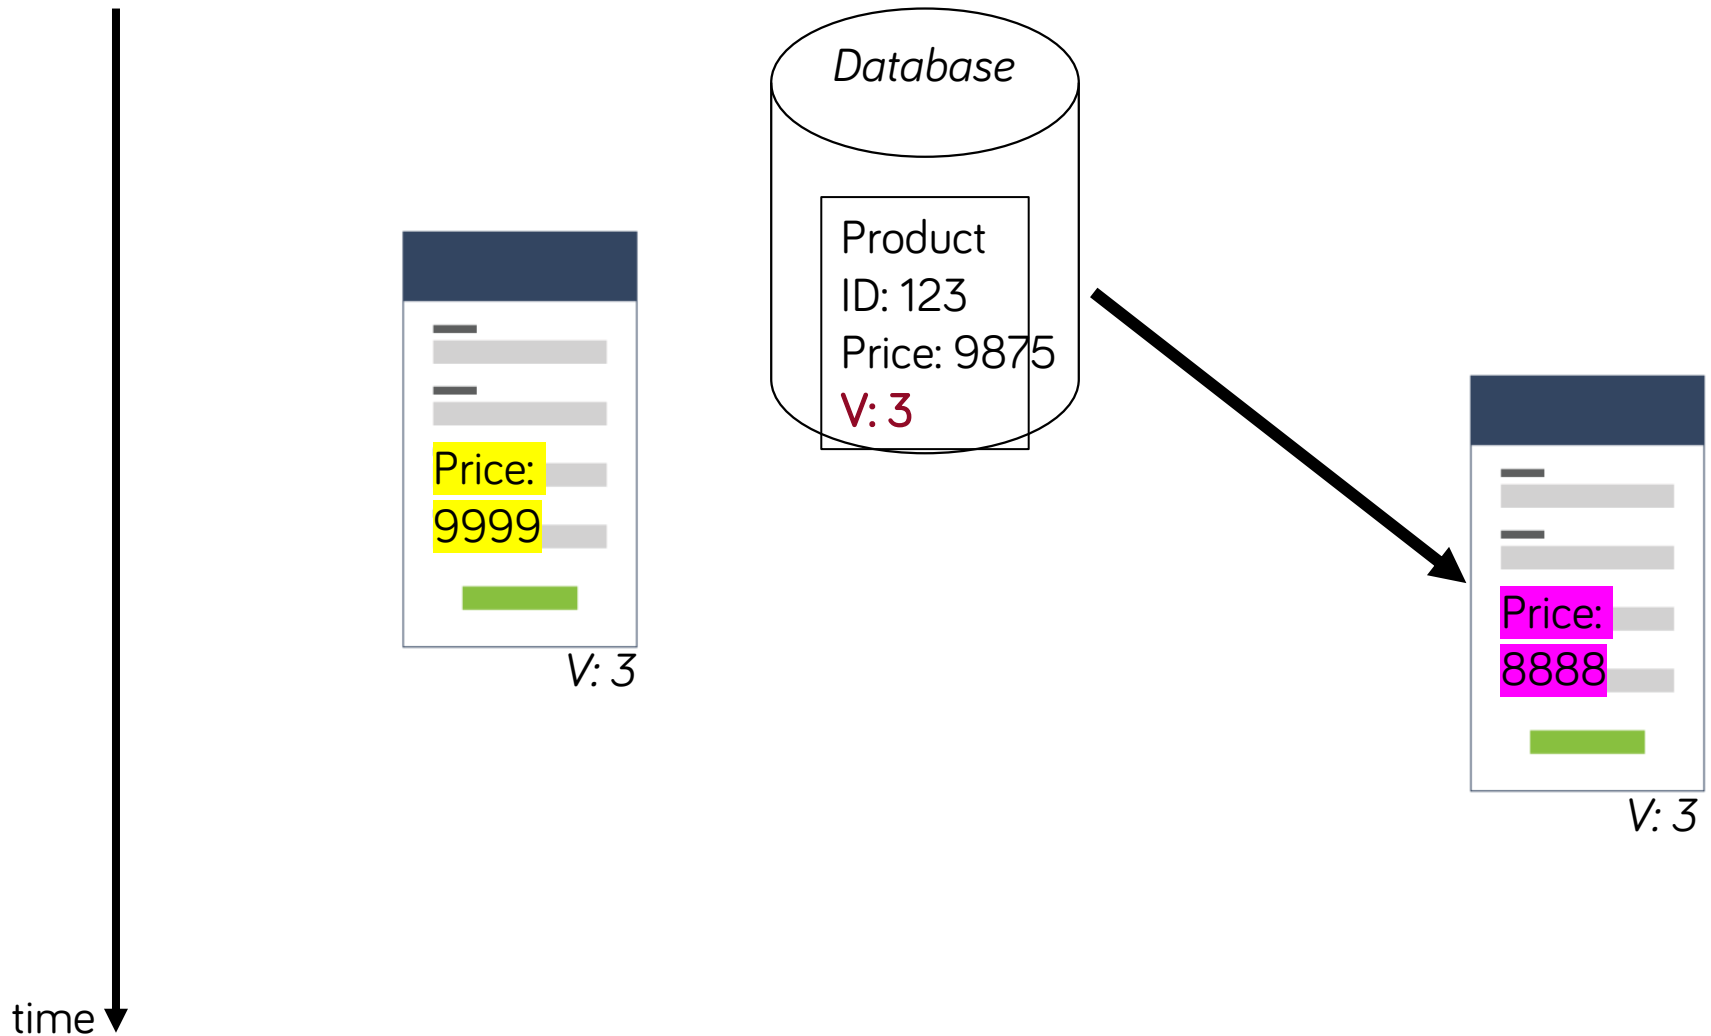 Database
Product
ID: 123
Price: 9875
V: 3
Price:
9999
V: 3
Price:
8888
V: 3
time